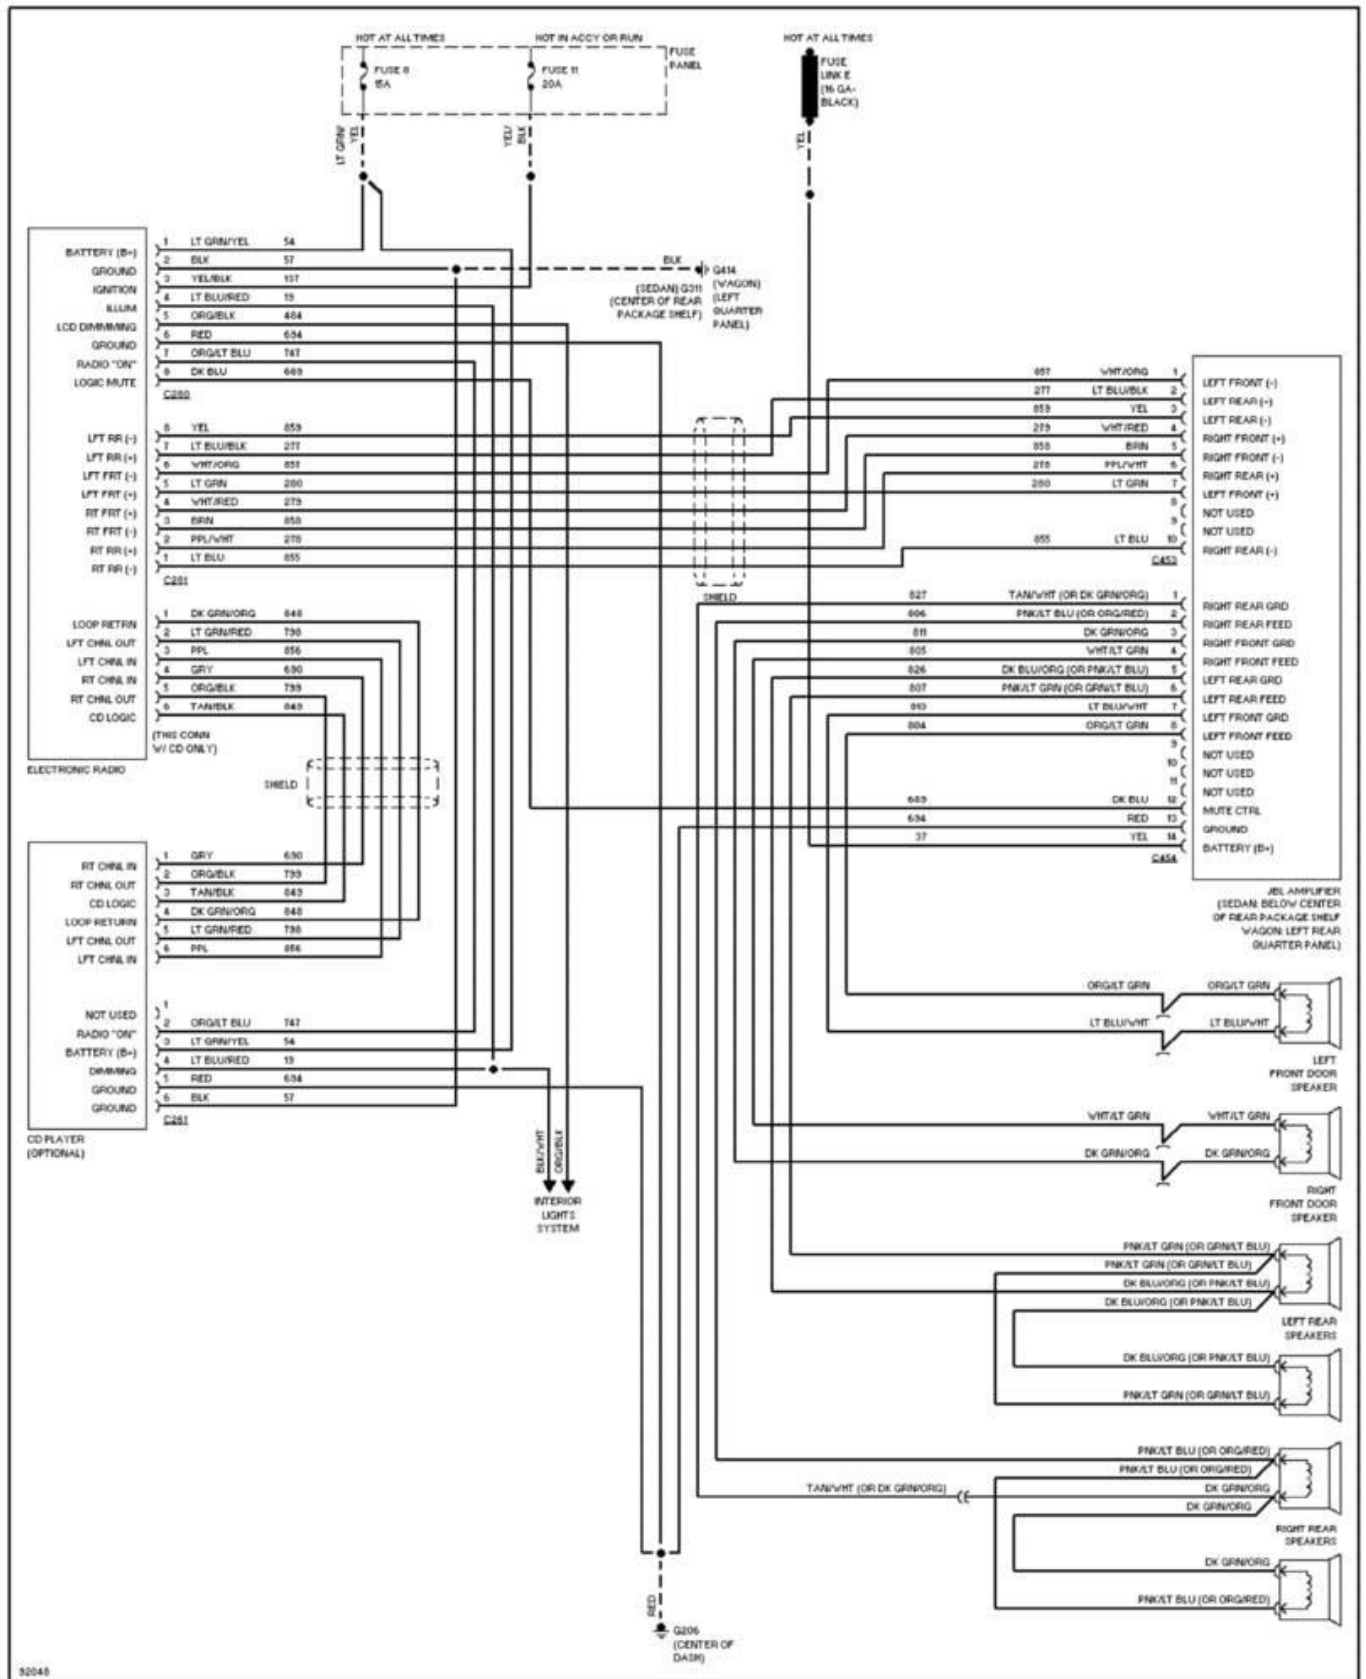 HOT AT ALL TIMES
HOT IN ACCY OR RUN
HOT AT ALL TIMES
FUSE 8
15A
FUSE 11
20A
FUSE
PANEL
FUSE
LINK E
(16 GA-
BLACK)
LT GRN/
YEL
YEL/
BLK
YEL
BATTERY (B+) 1 LT GRN/YEL 54
GROUND 2 BLK 57
IGNITION 3 YEL/BLK 137
ILLUM 4 LT BLU/RED 19
LCD DIMMMING 5 ORG/BLK 484
GROUND 6 RED 694
RADIO "ON" 7 ORG/LT BLU 747
LOGIC MUTE 8 DK BLU 689
C280
BLK
G414
(WAGON)
(LEFT
QUARTER
PANEL)
(SEDAN) G311
(CENTER OF REAR
PACKAGE SHELF)
LFT RR (-) 8 YEL 859
LFT RR (+) 7 LT BLU/BLK 277
LFT FRT (-) 6 WHT/ORG 857
LFT FRT (+) 5 LT GRN 280
RT FRT (+) 4 WHT/RED 279
RT FRT (-) 3 BRN 858
RT RR (+) 2 PPL/WHT 278
RT RR (-) 1 LT BLU 855
C281
LOOP RETRN 1 DK GRN/ORG 848
LFT CHNL OUT 2 LT GRN/RED 798
LFT CHNL IN 3 PPL 856
RT CHNL IN 4 GRY 690
RT CHNL OUT 5 ORG/BLK 799
CD LOGIC 6 TAN/BLK 849
(THIS CONN
W/ CD ONLY)
ELECTRONIC RADIO
SHIELD
RT CHNL IN 1 GRY 690
RT CHNL OUT 2 ORG/BLK 799
CD LOGIC 3 TAN/BLK 849
LOOP RETURN 4 DK GRN/ORG 848
LFT CHNL OUT 5 LT GRN/RED 798
LFT CHNL IN 6 PPL 856
NOT USED 1
RADIO "ON" 2 ORG/LT BLU 747
BATTERY (B+) 3 LT GRN/YEL 54
DIMMING 4 LT BLU/RED 19
GROUND 5 RED 694
GROUND 6 BLK 57
C261
CD PLAYER
(OPTIONAL)
BLK/WHT
ORG/BLK
INTERIOR
LIGHTS
SYSTEM
SHIELD
857 WHT/ORG 1 LEFT FRONT (-)
277 LT BLU/BLK 2 LEFT REAR (+)
859 YEL 3 LEFT REAR (-)
279 WHT/RED 4 RIGHT FRONT (+)
858 BRN 5 RIGHT FRONT (-)
278 PPL/WHT 6 RIGHT REAR (+)
280 LT GRN 7 LEFT FRONT (+)
8 NOT USED
9 NOT USED
855 LT BLU 10 RIGHT REAR (-)
C453
827 TAN/WHT (OR DK GRN/ORG) 1 RIGHT REAR GRD
806 PNK/LT BLU (OR ORG/RED) 2 RIGHT REAR FEED
811 DK GRN/ORG 3 RIGHT FRONT GRD
805 WHT/LT GRN 4 RIGHT FRONT FEED
826 DK BLU/ORG (OR PNK/LT BLU) 5 LEFT REAR GRD
807 PNK/LT GRN (OR GRN/LT BLU) 6 LEFT REAR FEED
813 LT BLU/WHT 7 LEFT FRONT GRD
804 ORG/LT GRN 8 LEFT FRONT FEED
9 NOT USED
10 NOT USED
11 NOT USED
689 DK BLU 12 MUTE CTRL
694 RED 13 GROUND
37 YEL 14 BATTERY (B+)
C454
JBL AMPLIFIER
(SEDAN: BELOW CENTER
OF REAR PACKAGE SHELF
WAGON: LEFT REAR
QUARTER PANEL)
ORG/LT GRN ORG/LT GRN
LT BLU/WHT LT BLU/WHT
LEFT
FRONT DOOR
SPEAKER
WHT/LT GRN WHT/LT GRN
DK GRN/ORG DK GRN/ORG
RIGHT
FRONT DOOR
SPEAKER
PNK/LT GRN (OR GRN/LT BLU)
PNK/LT GRN (OR GRN/LT BLU)
DK BLU/ORG (OR PNK/LT BLU)
DK BLU/ORG (OR PNK/LT BLU)
LEFT REAR
SPEAKERS
DK BLU/ORG (OR PNK/LT BLU)
PNK/LT GRN (OR GRN/LT BLU)
PNK/LT BLU (OR ORG/RED)
PNK/LT BLU (OR ORG/RED)
TAN/WHT (OR DK GRN/ORG) DK GRN/ORG
DK GRN/ORG
RIGHT REAR
SPEAKERS
DK GRN/ORG
PNK/LT BLU (OR ORG/RED)
RED
G206
(CENTER OF
DASH)
92048